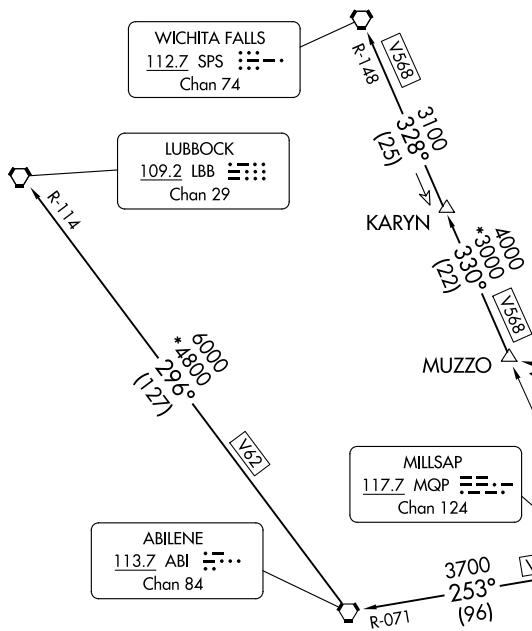 WICHITA FALLS
112.7 SPS
Chan 74
R-148
V568
3100
328°
(25)
LUBBOCK
109.2 LBB
Chan 29
R-114
KARYN
4000
*3000
330°
(22)
V568
MUZZO
6000
*4800
296°
(127)
V62
MILLSAP
117.7 MQP
Chan 124
ABILENE
113.7 ABI
Chan 84
R-071
3700
253°
(96)
V